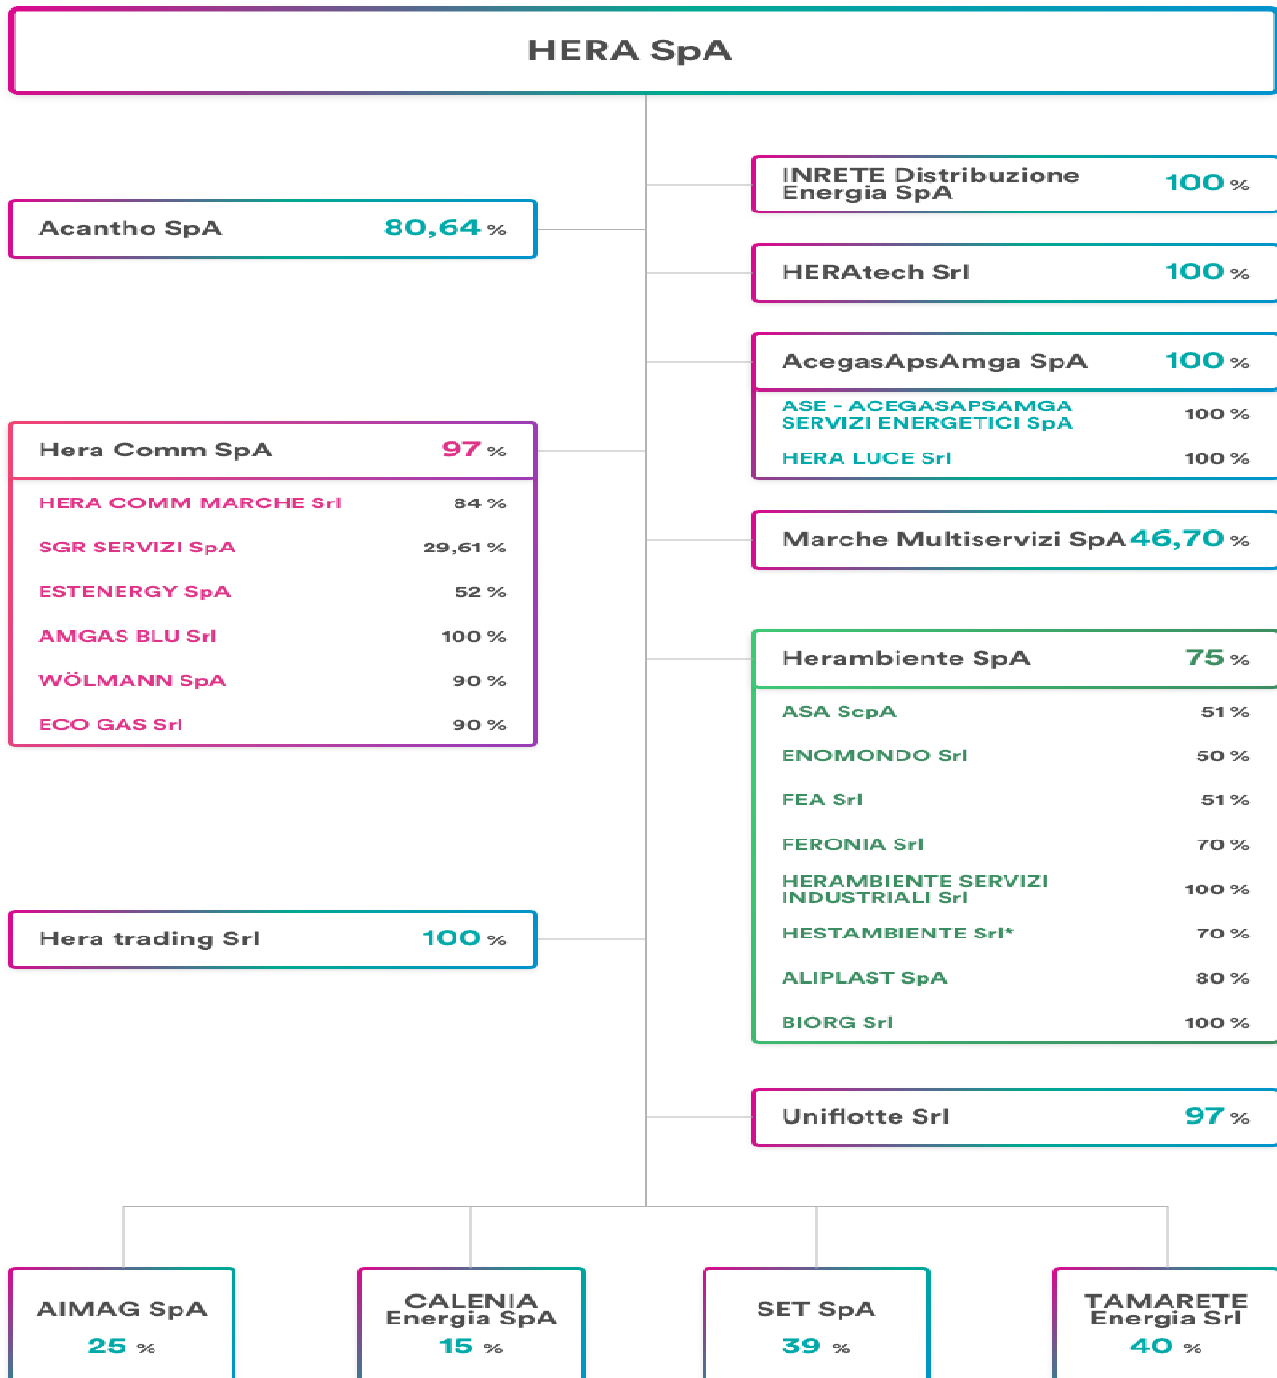 HERA SpA
Acantho SpA 80,64 %
Hera Comm SpA 97 %
HERA COMM MARCHE Srl 84 %
SGR SERVIZI SpA 29,61 %
ESTENERGY SpA 52 %
AMGAS BLU Srl 100 %
WÖLMANN SpA 90 %
ECO GAS Srl 90 %
Hera trading Srl 100 %
INRETE Distribuzione
Energia SpA 100 %
HERAtech Srl 100 %
AcegasApsAmga SpA 100 %
ASE - ACEGASAPSAMGA
SERVIZI ENERGETICI SpA 100 %
HERA LUCE Srl 100 %
Marche Multiservizi SpA 46,70 %
Herambiente SpA 75 %
ASA ScpA 51 %
ENOMONDO Srl 50 %
FEA Srl 51 %
FERONIA Srl 70 %
HERAMBIENTE SERVIZI
INDUSTRIALI Srl 100 %
HESTAMBIENTE Srl* 70 %
ALIPLAST SpA 80 %
BIORG Srl 100 %
Uniflotte Srl 97 %
AIMAG SpA
25 %
CALENIA
Energia SpA
15 %
SET SpA
39 %
TAMARETE
Energia Srl
40 %